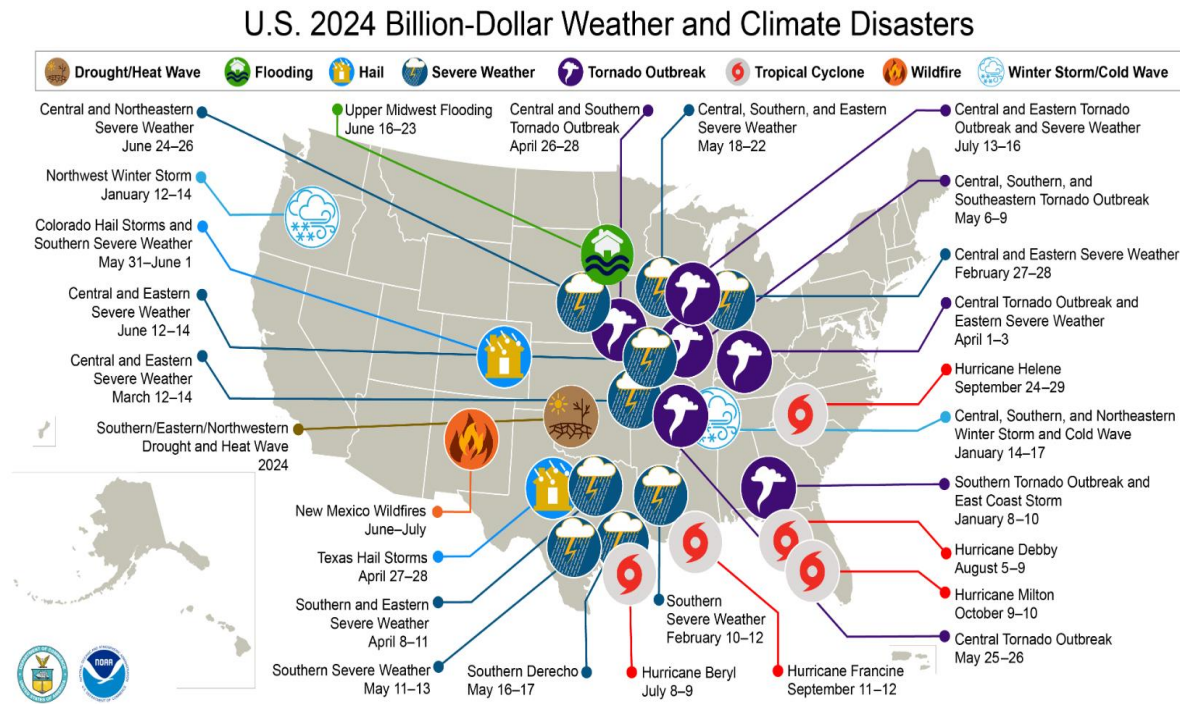 U.S. 2024 Billion-Dollar Weather and Climate Disasters
Drought/Heat Wave
Flooding
Hail
Severe Weather
Tornado Outbreak
Tropical Cyclone
Wildfire
Winter Storm/Cold Wave
Central and Northeastern
Severe Weather
June 24–26
Northwest Winter Storm
January 12–14
Colorado Hail Storms and
Southern Severe Weather
May 31–June 1
Central and Eastern
Severe Weather
June 12–14
Central and Eastern
Severe Weather
March 12–14
Southern/Eastern/Northwestern
Drought and Heat Wave
2024
New Mexico Wildfires
June–July
Texas Hail Storms
April 27–28
Southern and Eastern
Severe Weather
April 8–11
Southern Severe Weather
May 11–13
Upper Midwest Flooding
June 16–23
Central and Southern
Tornado Outbreak
April 26–28
Central, Southern, and Eastern
Severe Weather
May 18–22
Central and Eastern Tornado
Outbreak and Severe Weather
July 13–16
Central, Southern, and
Southeastern Tornado Outbreak
May 6–9
Central and Eastern Severe Weather
February 27–28
Central Tornado Outbreak and
Eastern Severe Weather
April 1–3
Hurricane Helene
September 24–29
Central, Southern, and Northeastern
Winter Storm and Cold Wave
January 14–17
Southern Tornado Outbreak and
East Coast Storm
January 8–10
Hurricane Debby
August 5–9
Hurricane Milton
October 9–10
Central Tornado Outbreak
May 25–26
Southern Derecho
May 16–17
Hurricane Beryl
July 8–9
Southern
Severe Weather
February 10–12
Hurricane Francine
September 11–12
NOAA